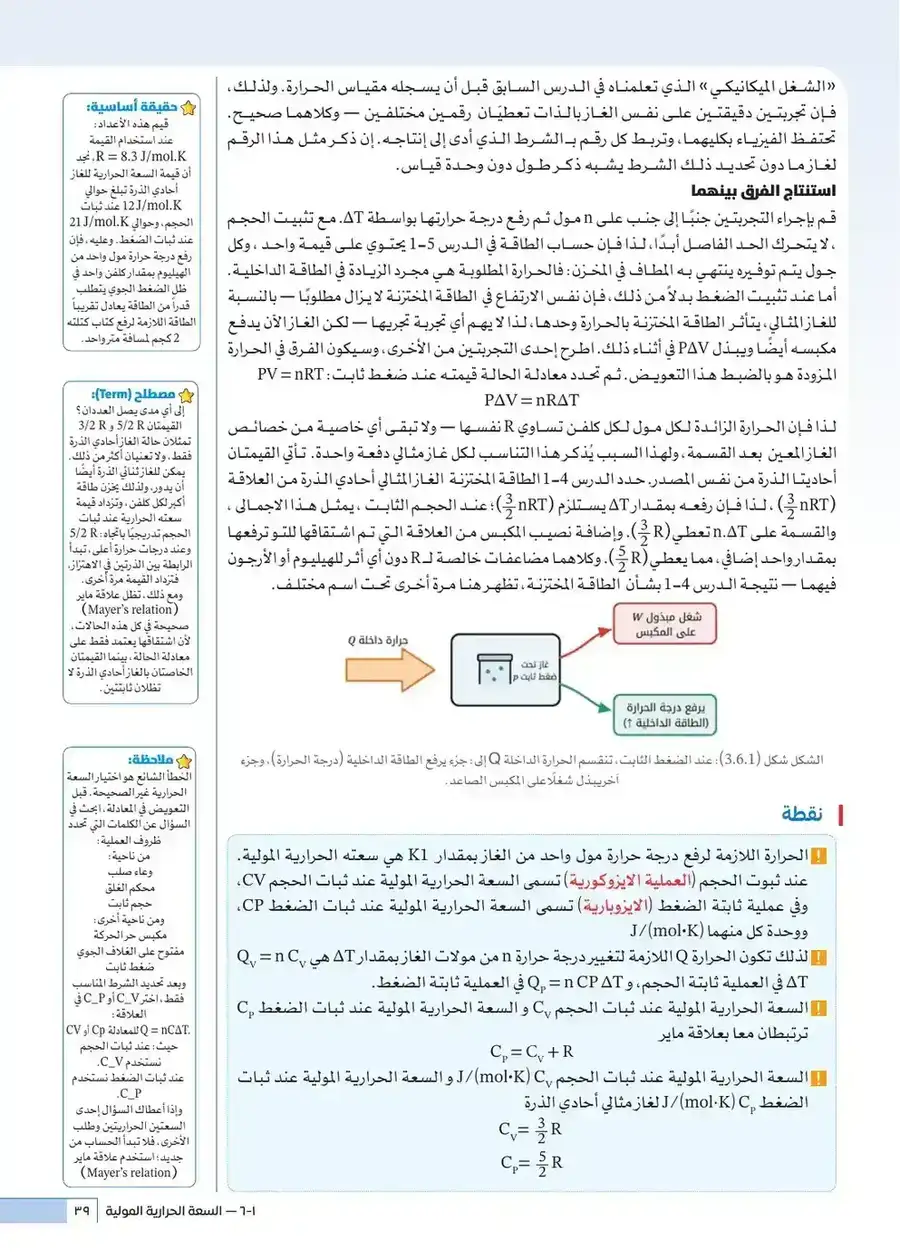 «الشغل الميكانيكي» الذي تعلمناه في الدرس السابق قبل أن يسجله مقياس الحرارة. ولذلك،
فإن تجربتين دقيقتين على نفس الغاز بالذات تعطيان رقمين مختلفين — وكلاهما صحيح.
تحتفظ الفيزياء بكليهما، وتربط كل رقم بـ الشرط الذي أدى إلى إنتاجه. إن ذكر مثل هذا الرقم
لغاز ما دون تحديد ذلك الشرط يشبه ذكر طول دون وحدة قياس.
استنتاج الفرق بينهما
قم بإجراء التجربتين جنبًا إلى جنب على n مول ثم رفع درجة حرارتها بواسطة ΔT. مع تثبيت الحجم
، لا يتحرك الحد الفاصل أبدًا، لذا فإن حساب الطاقة في الدرس 5-1 يحتوي على قيمة واحد ، وكل
جول يتم توفيره ينتهي به المطاف في المخزن: فالحرارة المطلوبة هي مجرد الزيادة في الطاقة الداخلية.
أما عند تثبيت الضغط بدلاً من ذلك، فإن نفس الارتفاع في الطاقة المختزنة لا يزال مطلوبًا — بالنسبة
للغاز المثالي، يتأثر الطاقة المختزنة بالحرارة وحدها، لذا لا يهم أي تجربة تجريها — لكن الغاز الآن يدفع
مكبسه أيضًا ويبذل PΔV في أثناء ذلك. اطرح إحدى التجربتين من الأخرى، وسيكون الفرق في الحرارة
المزودة هو بالضبط هذا التعويض. ثم تحدد معادلة الحالة قيمته عند ضغط ثابت: PV = nRT
PΔV = nRΔT
لذا فإن الحرارة الزائدة لكل مول لكل كلفن تساوي R نفسها — ولا تبقى أي خاصية من خصائص
الغاز المعين بعد القسمة، ولهذا السبب يُذكر هذا التناسب لكل غاز مثالي دفعة واحدة. تأتي القيمتان
أحاديتا الذرة من نفس المصدر. حدد الدرس 4-1 الطاقة المختزنة الغاز المثالي أحادي الذرة من العلاقة
(3/2 nRT) ، لذا فإن رفعه بمقدار ΔT يستلزم (3/2 nRT)؛ عند الحجم الثابت ، يمثل هذا الاجمالى ،
والقسمة على n.ΔT تعطي (3/2 R). وإضافة نصيب المكبس من العلاقة التي تم اشتقاقها للتو ترفعها
بمقدار واحد إضافي، مما يعطي (5/2 R). وكلاهما مضاعفات خالصة لـ R دون أي أثر للهيليوم أو الأرجون
فيهما — نتيجة الدرس 4-1 بشأن الطاقة المختزنة، تظهر هنا مرة أخرى تحت اسم مختلف.
حرارة داخلة Q
غاز تحت
ضغط ثابت p
شغل مبذول W
على المكبس
يرفع درجة الحرارة
(الطاقة الداخلية ↑)
الشكل شكل (3.6.1): عند الضغط الثابت، تنقسم الحرارة الداخلة Q إلى: جزء يرفع الطاقة الداخلية (درجة الحرارة)، وجزء
آخر يبذل شغلًا على المكبس الصاعد.
نقطة
الحرارة اللازمة لرفع درجة حرارة مول واحد من الغاز بمقدار K1 هي سعته الحرارية المولية.
عند ثبوت الحجم (العملية الايزوكورية) تسمى السعة الحرارية المولية عند ثبات الحجم CV،
وفي عملية ثابتة الضغط (الايزوبارية) تسمى السعة الحرارية المولية عند ثبات الضغط CP،
ووحدة كل منهما J/(mol•K)
لذلك تكون الحرارة Q اللازمة لتغيير درجة حرارة n من مولات الغاز بمقدار ΔT هي Qv = n Cv
ΔT في العملية ثابتة الحجم، و Qp = n CP ΔT في العملية ثابتة الضغط.
السعة الحرارية المولية عند ثبات الحجم Cv و السعة الحرارية المولية عند ثبات الضغط Cp
ترتبطان معا بعلاقة ماير
Cp = Cv + R
السعة الحرارية المولية عند ثبات الحجم J/(mol•K) Cv و السعة الحرارية المولية عند ثبات
الضغط J/(mol·K) Cp لغاز مثالي أحادي الذرة
Cv= 3/2 R
Cp= 5/2 R
حقيقة أساسية:
قيم هذه الأعداد:
عند استخدام القيمة
R = 8.3 J/mol.K، نجد
أن قيمة السعة الحرارية للغاز
أحادي الذرة تبلغ حوالي
12 J/mol.K عند ثبات
الحجم، وحوالي 21 J/mol.K
عند ثبات الضغط. وعليه، فإن
رفع درجة حرارة مول واحد من
الهيليوم بمقدار كلفن واحد في
ظل الضغط الجوي يتطلب
قدراً من الطاقة يعادل تقريباً
الطاقة اللازمة لرفع كتاب كتلته
2 كجم لمسافة متر واحد.
مصطلح (Term):
إلى أي مدى يصل العددان؟
القيمتان 5/2 R و 3/2 R
تمثلان حالة الغاز أحادي الذرة
فقط، ولا تعنيان أكثر من ذلك.
يمكن للغاز ثنائي الذرة أيضًا
أن يدور، ولذلك يخزن طاقة
أكبر لكل كلفن، وتزداد قيمة
سعته الحرارية عند ثبات
الحجم تدريجيًا باتجاه: 5/2 R
وعند درجات حرارة أعلى، تبدأ
الرابطة بين الذرتين في الاهتزاز،
فتزداد القيمة مرة أخرى.
ومع ذلك، تظل علاقة ماير
(Mayer's relation)
صحيحة في كل هذه الحالات،
لأن اشتقاقها يعتمد فقط على
معادلة الحالة، بينما القيمتان
الخاصتان بالغاز أحادي الذرة لا
تظلان ثابتتين.
ملاحظة:
الخطأ الشائع هو اختيار السعة
الحرارية غير الصحيحة. قبل
التعويض في المعادلة، ابحث في
السؤال عن الكلمات التي تحدد
ظروف العملية:
من ناحية:
وعاء صلب
محكم الغلق
حجم ثابت
ومن ناحية أخرى:
مكبس حر الحركة
مفتوح على الغلاف الجوي
ضغط ثابت
وبعد تحديد الشرط المناسب
فقط، اختر C_V أو C_P في
العلاقة:
Q = nCΔT. للمعادلة Cp أو CV
حيث: عند ثبات الحجم
نستخدم C_V.
عند ثبات الضغط نستخدم
C_P.
وإذا أعطاك السؤال إحدى
السعتين الحراريتين وطلب
الأخرى، فلا تبدأ الحساب من
جديد؛ استخدم علاقة ماير
(Mayer's relation)
١-٦ — السعة الحرارية المولية
٣٩